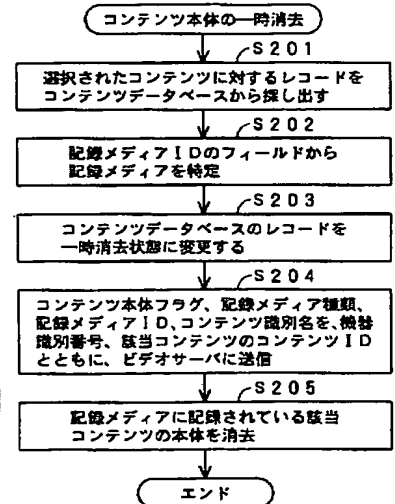 コンテンツ本体の一時消去
S201
選択されたコンテンツに対するレコードを
コンテンツデータベースから探し出す
S202
記録メディアIDのフィールドから
記録メディアを特定
S203
コンテンツデータベースのレコードを
一時消去状態に変更する
S204
コンテンツ本体フラグ、記録メディア種類、
記録メディアID、コンテンツ識別名を、機器
識別番号、該当コンテンツのコンテンツID
とともに、ビデオサーバに送信
S205
記録メディアに記録されている該当
コンテンツの本体を消去
エンド